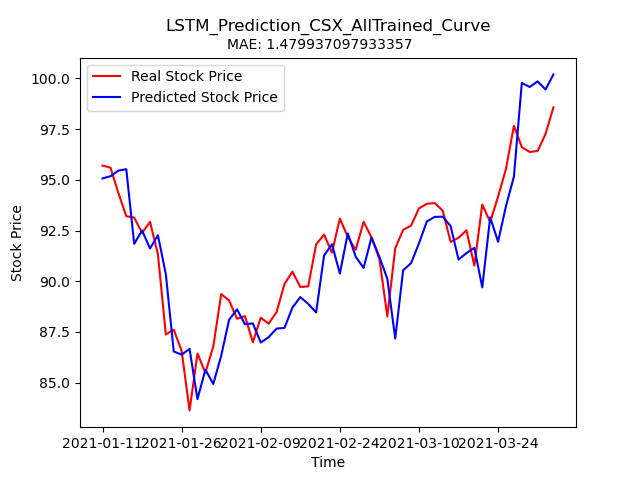 LSTM_Prediction_CSX_AllTrained_Curve
MAE: 1.479937097933357
Real Stock Price
Predicted Stock Price
100.0
97.5
95.0
92.5
90.0
87.5
85.0
Stock Price
2021-01-11 2021-01-26 2021-02-09 2021-02-24 2021-03-10 2021-03-24
Time